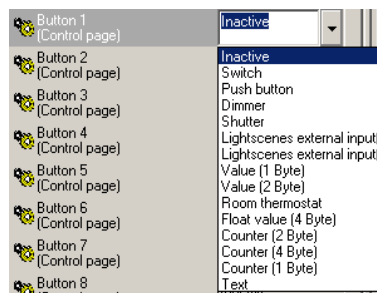 Button 1
(Control page)
Inactive
Button 2
(Control page)
Button 3
(Control page)
Button 4
(Control page)
Button 5
(Control page)
Button 6
(Control page)
Button 7
(Control page)
Button 8
Inactive
Switch
Push button
Dimmer
Shutter
Lightscenes external input
Lightscenes external input
Value (1 Byte)
Value (2 Byte)
Room thermostat
Float value (4 Byte)
Counter (2 Byte)
Counter (4 Byte)
Counter (1 Byte)
Text